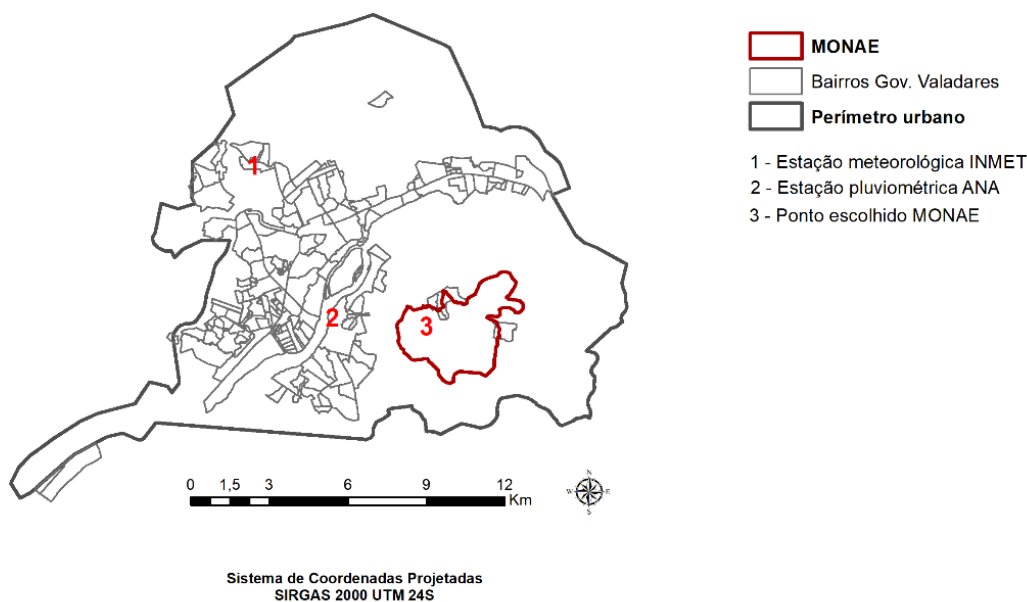 MONAE
Bairros Gov. Valadares
Perímetro urbano
1 - Estação meteorológica INMET
2 - Estação pluviométrica ANA
3 - Ponto escolhido MONAE
1
2
3
0 1,5 3 6 9 12
Km
N
W E
S
Sistema de Coordenadas Projetadas
SIRGAS 2000 UTM 24S